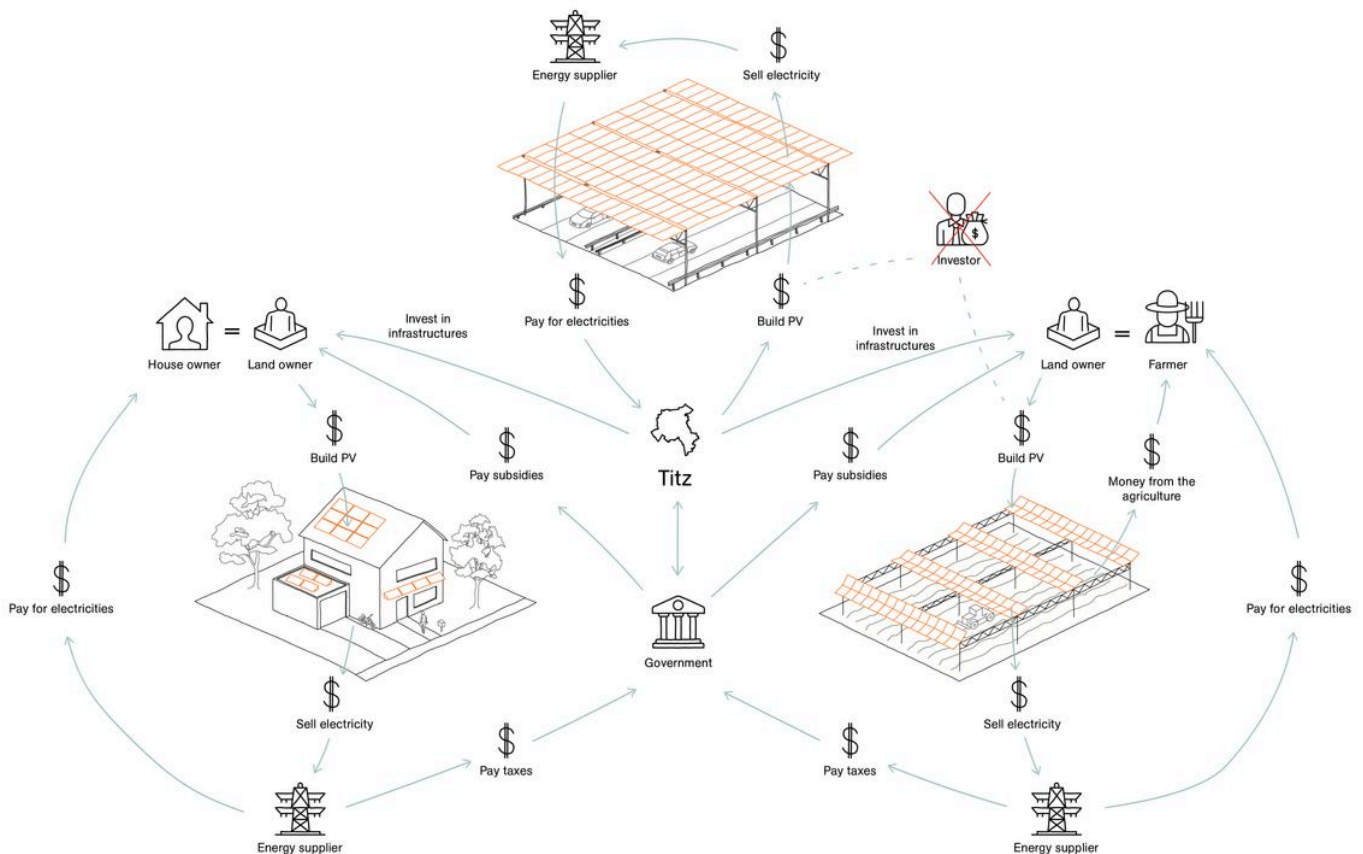 Energy supplier
$
Sell electricity
$
Investor
$
Pay for electricities
$
Build PV
House owner
=
Land owner
Invest in
infrastructures
Invest in
infrastructures
Land owner
=
Farmer
$
Build PV
$
Pay subsidies
Titz
$
Pay subsidies
$
Build PV
$
Money from the
agriculture
$
Pay for electricities
Government
$
Pay for electricities
$
Sell electricity
$
Pay taxes
$
Pay taxes
$
Sell electricity
Energy supplier
Energy supplier